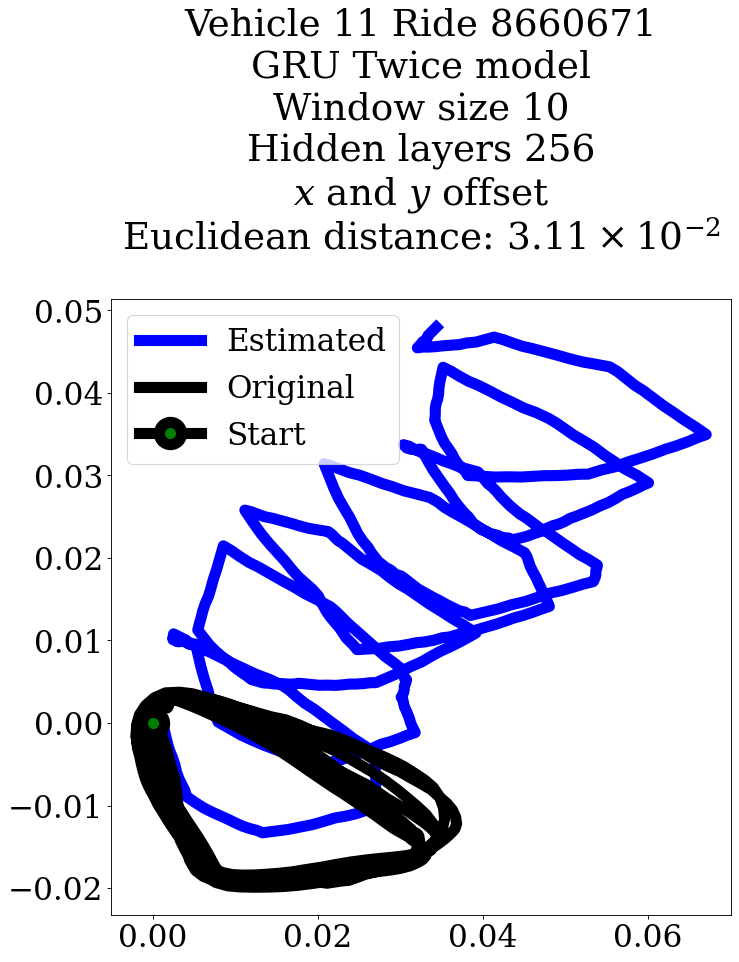 Vehicle 11 Ride 8660671
GRU Twice model
Window size 10
Hidden layers 256
x and y offset
Euclidean distance: 3.11 × 10⁻²
0.05
0.04
0.03
0.02
0.01
0.00
−0.01
−0.02
Estimated
Original
Start
0.00 0.02 0.04 0.06